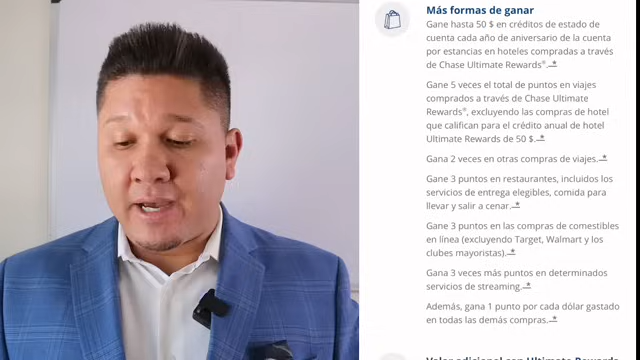 Más formas de ganar
Gane hasta 50 $ en créditos de estado de
cuenta cada año de aniversario de la cuenta
por estancias en hoteles compradas a través
de Chase Ultimate Rewards®.*
Gane 5 veces el total de puntos en viajes
comprados a través de Chase Ultimate
Rewards®, excluyendo las compras de hotel
que califican para el crédito anual de hotel
Ultimate Rewards de 50 $.*
Gana 2 veces en otras compras de viajes.*
Gane 3 puntos en restaurantes, incluidos los
servicios de entrega elegibles, comida para
llevar y salir a cenar.*
Gane 3 puntos en las compras de comestibles
en línea (excluyendo Target, Walmart y los
clubes mayoristas).*
Gana 3 veces más puntos en determinados
servicios de streaming.*
Además, gana 1 punto por cada dólar gastado
en todas las demás compras.*
Valor adicional con Ultimate Rewards